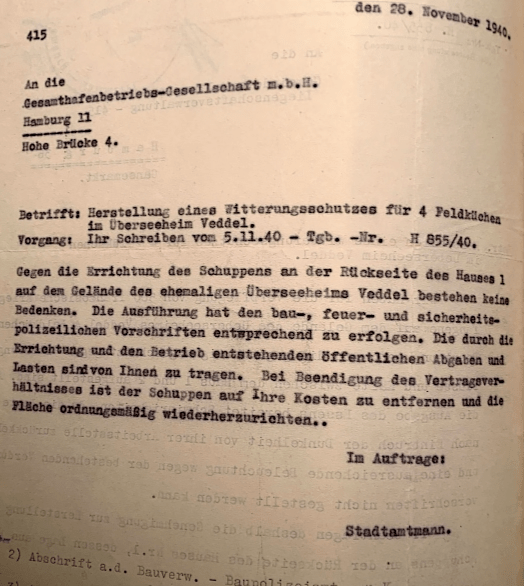 den 28. November 1940.
415
An die
Gesamthafenbetriebs-Gesellschaft m.b.H.
Hamburg 11
Hohe Brücke 4.
Betrifft: Herstellung eines Witterungsschutzes für 4 Feldküchen
im Überseeheim Veddel.
Vorgang: Ihr Schreiben vom 5.11.40 - Tgb. -Nr. H 855/40.
Gegen die Errichtung des Schuppens an der Rückseite des Hauses 1
auf dem Gelände des ehemaligen Überseeheims Veddel bestehen keine
Bedenken. Die Ausführung hat den bau-, feuer- und sicherheits-
polizeilichen Vorschriften entsprechend zu erfolgen. Die durch die
Errichtung und den Betrieb entstehenden öffentlichen Abgaben und
Lasten sind von Ihnen zu tragen. Bei Beendigung des Vertragsver-
hältnisses ist der Schuppen auf Ihre Kosten zu entfernen und die
Fläche ordnungsmäßig wiederherzurichten..
Im Auftrage:
Stadtamtmann.
2) Abschrift a.d. Bauverw. - Baupolizeiamt -